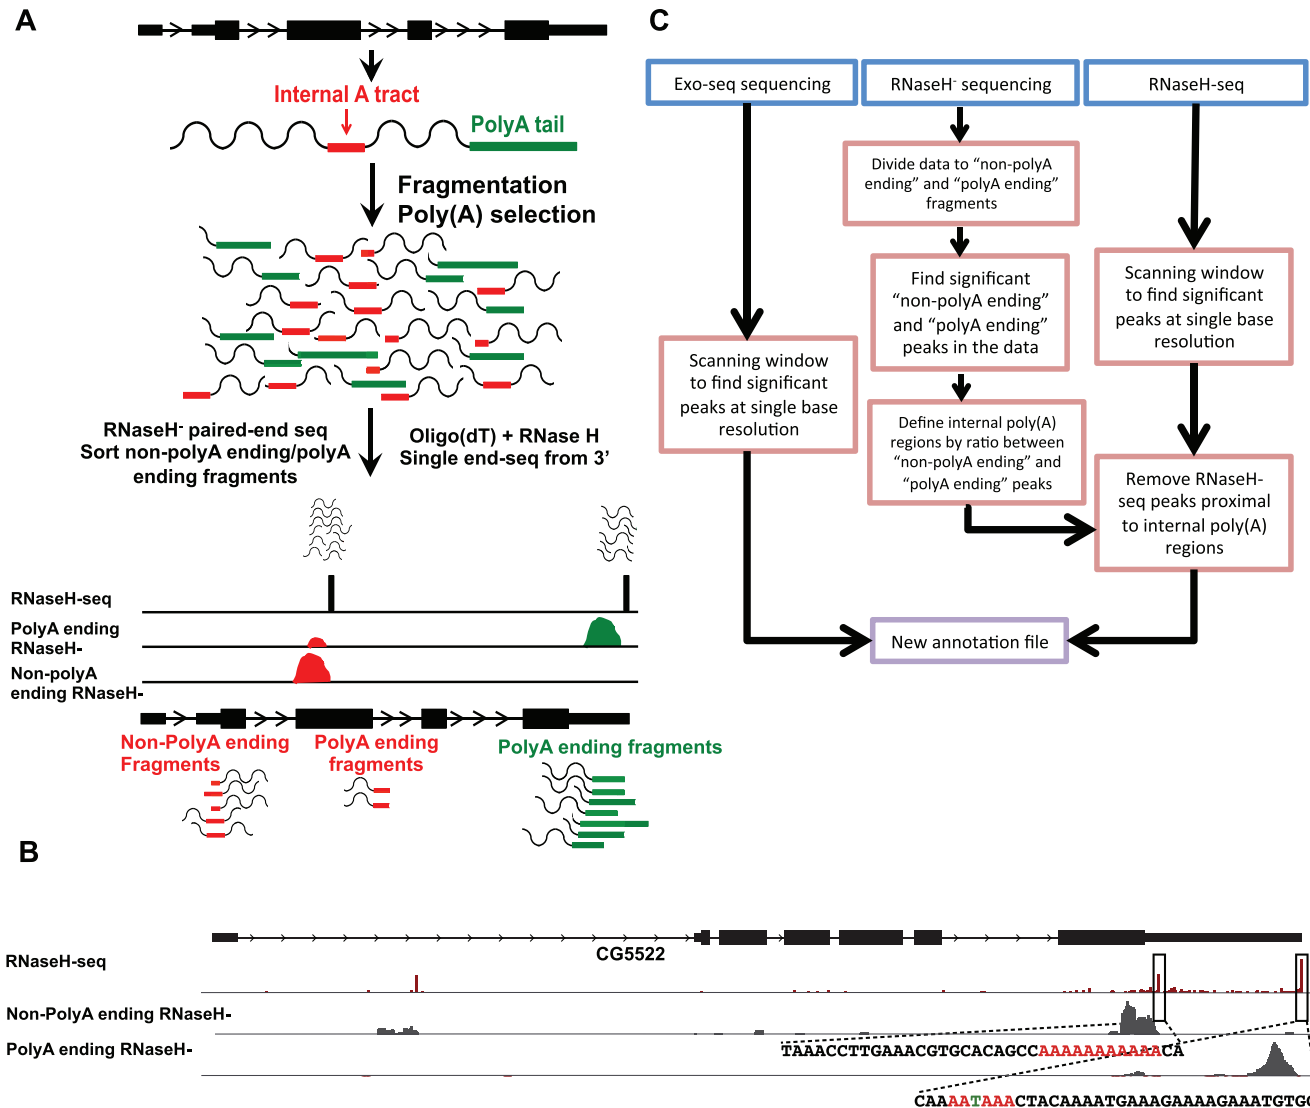 A
Internal A tract
PolyA tail
Fragmentation
Poly(A) selection
RNaseH- paired-end seq
Sort non-polyA ending/polyA
ending fragments
Oligo(dT) + RNase H
Single end-seq from 3’
RNaseH-seq
PolyA ending
RNaseH-
Non-polyA
ending RNaseH-
Non-PolyA ending
Fragments
PolyA ending
fragments
PolyA ending fragments
C
Exo-seq sequencing
RNaseH- sequencing
RNaseH-seq
Divide data to “non-polyA
ending” and “polyA ending”
fragments
Find significant
“non-polyA ending”
and “polyA ending”
peaks in the data
Scanning window
to find significant
peaks at single base
resolution
Scanning window
to find significant
peaks at single base
resolution
Define internal poly(A)
regions by ratio between
“non-polyA ending” and
“polyA ending” peaks
Remove RNaseH-
seq peaks proximal
to internal poly(A)
regions
New annotation file
B
CG5522
RNaseH-seq
Non-PolyA ending RNaseH-
PolyA ending RNaseH-
TAAACCTTGAAACGTGCACAGCCAAAAAAAAAAAACA
CAAAATAAACTACAAAATGAAAGAAAAGAAATGTG